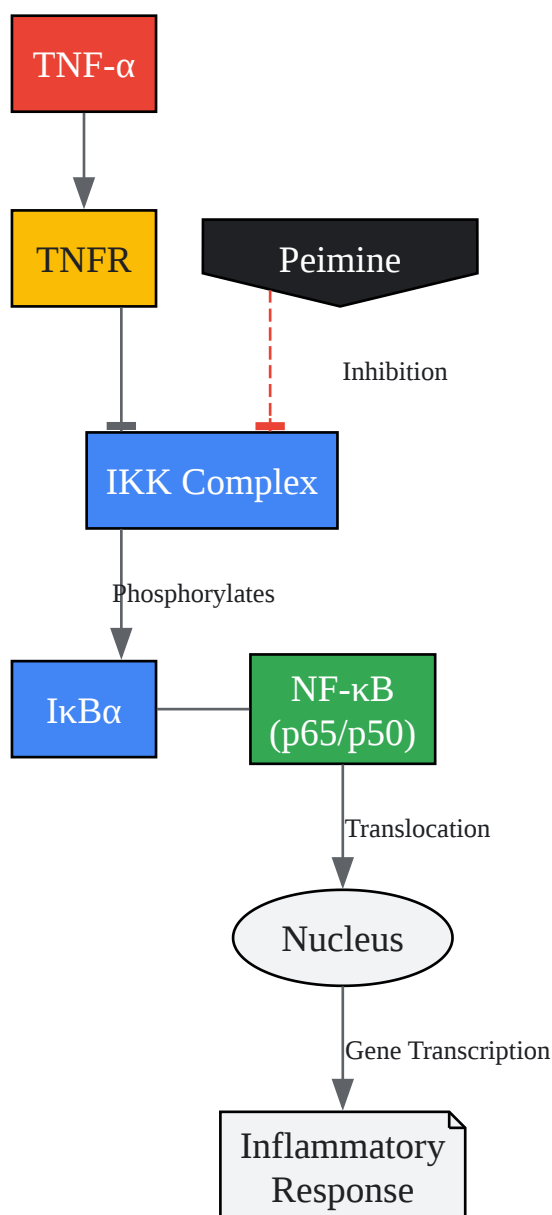 TNF-α
TNFR
Peimine
Inhibition
IKK Complex
Phosphorylates
IκBα
NF-κB
(p65/p50)
Translocation
Nucleus
Gene Transcription
Inflammatory
Response